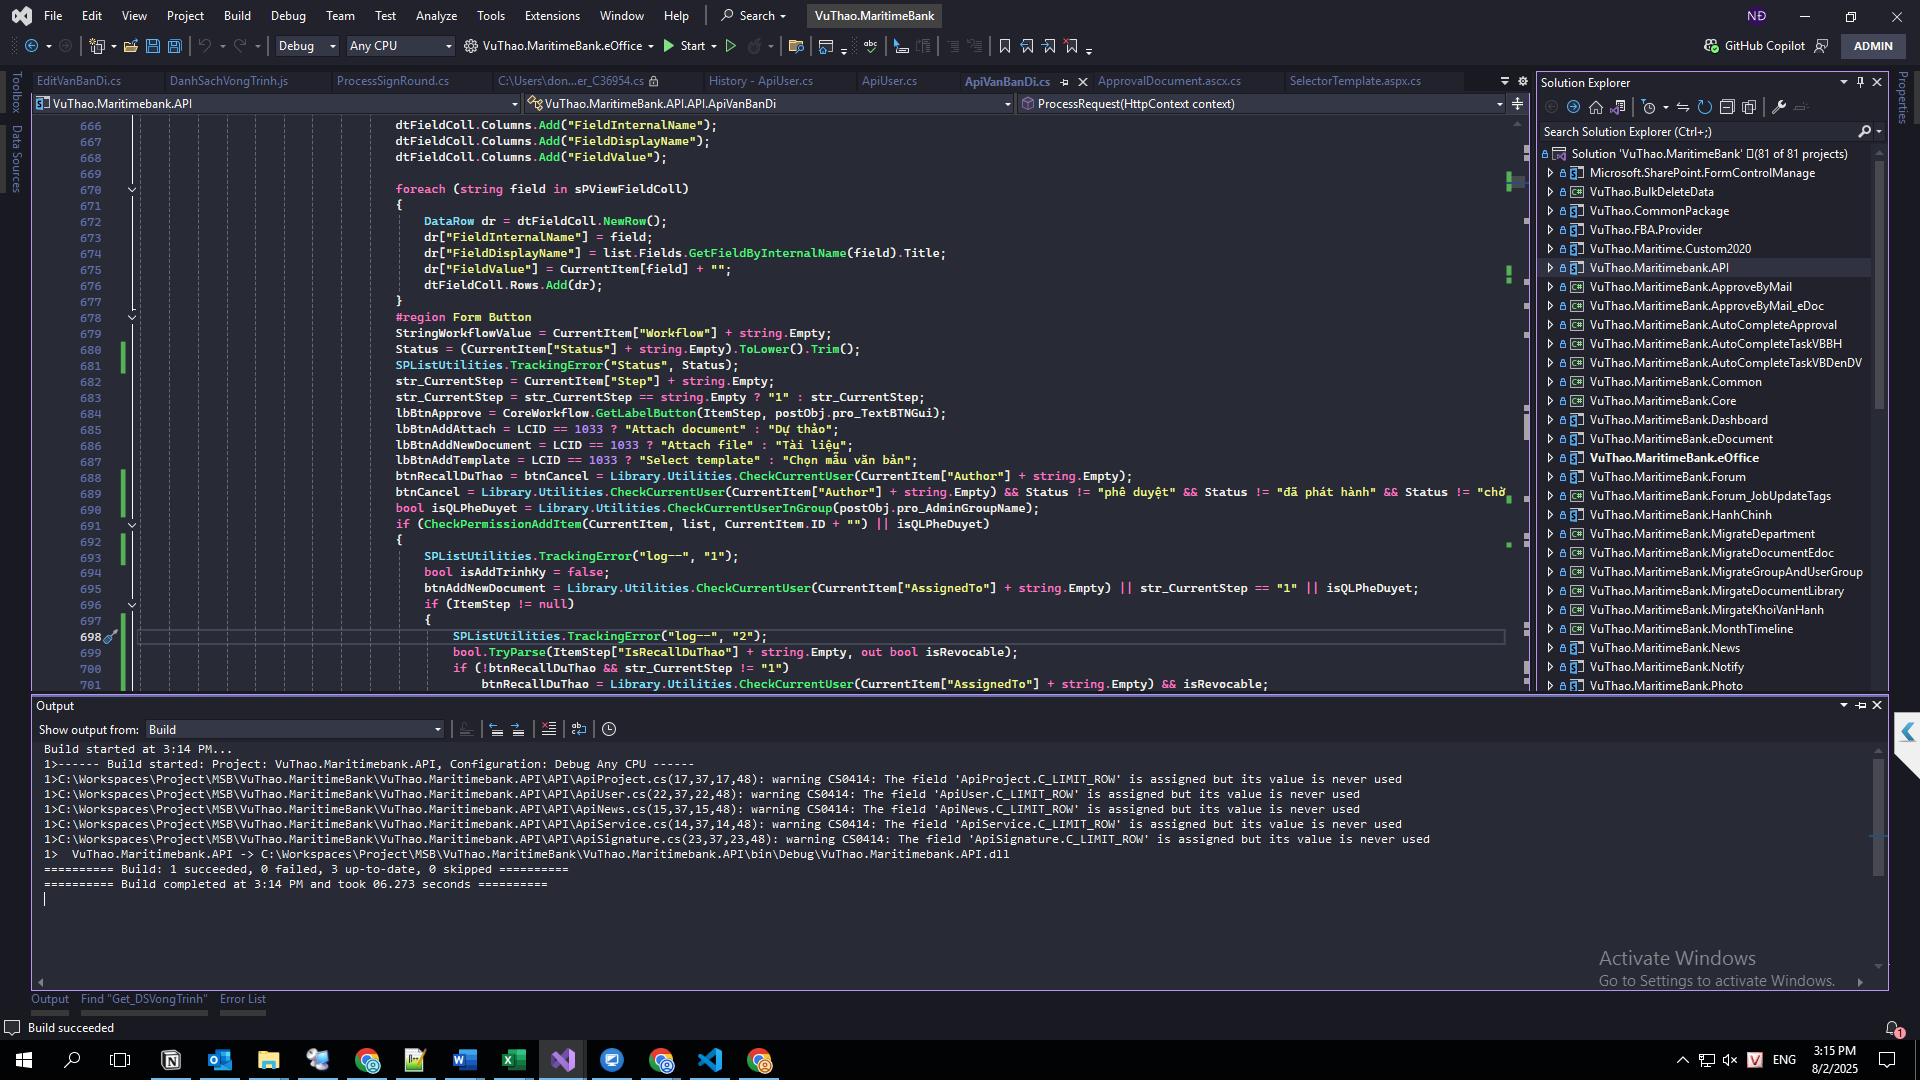 File Edit View Project Build Debug Team Test Analyze Tools Extensions Window Help Search VuThao.MaritimeBank NĐ
Debug Any CPU VuThao.MaritimeBank.eOffice Start GitHub Copilot ADMIN
Toolbox
Data Sources
Properties
EditVanBanDi.cs DanhSachVongTrinh.js ProcessSignRound.cs C:\Users\don...er_C36954.cs History - ApiUser.cs ApiUser.cs ApiVanBanDi.cs ApprovalDocument.ascx.cs SelectorTemplate.aspx.cs
VuThao.Maritimebank.API VuThao.MaritimeBank.API.API.ApiVanBanDi ProcessRequest(HttpContext context)
666 dtFieldColl.Columns.Add("FieldInternalName");
667 dtFieldColl.Columns.Add("FieldDisplayName");
668 dtFieldColl.Columns.Add("FieldValue");
669
670 foreach (string field in sPViewFieldColl)
671 {
672 DataRow dr = dtFieldColl.NewRow();
673 dr["FieldInternalName"] = field;
674 dr["FieldDisplayName"] = list.Fields.GetFieldByInternalName(field).Title;
675 dr["FieldValue"] = CurrentItem[field] + "";
676 dtFieldColl.Rows.Add(dr);
677 }
678 #region Form Button
679 StringWorkflowValue = CurrentItem["Workflow"] + string.Empty;
680 Status = (CurrentItem["Status"] + string.Empty).ToLower().Trim();
681 SPListUtilities.TrackingError("Status", Status);
682 str_CurrentStep = CurrentItem["Step"] + string.Empty;
683 str_CurrentStep = str_CurrentStep == string.Empty ? "1" : str_CurrentStep;
684 lbBtnApprove = CoreWorkflow.GetLabelButton(ItemStep, postObj.pro_TextBTNGui);
685 lbBtnAddAttach = LCID == 1033 ? "Attach document" : "Dự thảo";
686 lbBtnAddNewDocument = LCID == 1033 ? "Attach file" : "Tài liệu";
687 lbBtnAddTemplate = LCID == 1033 ? "Select template" : "Chọn mẫu văn bản";
688 btnRecallDuThao = btnCancel = Library.Utilities.CheckCurrentUser(CurrentItem["Author"] + string.Empty);
689 btnCancel = Library.Utilities.CheckCurrentUser(CurrentItem["Author"] + string.Empty) && Status != "phê duyệt" && Status != "đã phát hành" && Status != "chờ
690 bool isQLPheDuyet = Library.Utilities.CheckCurrentUserInGroup(postObj.pro_AdminGroupName);
691 if (CheckPermissionAddItem(CurrentItem, list, CurrentItem.ID + "") || isQLPheDuyet)
692 {
693 SPListUtilities.TrackingError("log--", "1");
694 bool isAddTrinhKy = false;
695 btnAddNewDocument = Library.Utilities.CheckCurrentUser(CurrentItem["AssignedTo"] + string.Empty) || str_CurrentStep == "1" || isQLPheDuyet;
696 if (ItemStep != null)
697 {
698 SPListUtilities.TrackingError("log--", "2");
699 bool.TryParse(ItemStep["IsRecallDuThao"] + string.Empty, out bool isRevocable);
700 if (!btnRecallDuThao && str_CurrentStep != "1")
701 btnRecallDuThao = Library.Utilities.CheckCurrentUser(CurrentItem["AssignedTo"] + string.Empty) && isRevocable;
Solution Explorer
Search Solution Explorer (Ctrl+;)
Solution 'VuThao.MaritimeBank' (81 of 81 projects)
Microsoft.SharePoint.FormControlManage
VuThao.BulkDeleteData
VuThao.CommonPackage
VuThao.FBA.Provider
VuThao.Maritime.Custom2020
VuThao.Maritimebank.API
VuThao.MaritimeBank.ApproveByMail
VuThao.MaritimeBank.ApproveByMail_eDoc
VuThao.MaritimeBank.AutoCompleteApproval
VuThao.MaritimeBank.AutoCompleteTaskVBBH
VuThao.MaritimeBank.AutoCompleteTaskVBDenDV
VuThao.MaritimeBank.Common
VuThao.MaritimeBank.Core
VuThao.MaritimeBank.Dashboard
VuThao.MaritimeBank.eDocument
VuThao.MaritimeBank.eOffice
VuThao.MaritimeBank.Forum
VuThao.MaritimeBank.Forum_JobUpdateTags
VuThao.MaritimeBank.HanhChinh
VuThao.MaritimeBank.MigrateDepartment
VuThao.MaritimeBank.MigrateDocumentEdoc
VuThao.MaritimeBank.MigrateGroupAndUserGroup
VuThao.MaritimeBank.MirgateDocumentLibrary
VuThao.MaritimeBank.MirgateKhoiVanHanh
VuThao.MaritimeBank.MonthTimeline
VuThao.MaritimeBank.News
VuThao.MaritimeBank.Notify
VuThao.MaritimeBank.Photo
Output
Show output from: Build
Build started at 3:14 PM...
1>------ Build started: Project: VuThao.Maritimebank.API, Configuration: Debug Any CPU ------
1>C:\Workspaces\Project\MSB\VuThao.MaritimeBank\VuThao.Maritimebank.API\API\ApiProject.cs(17,37,17,48): warning CS0414: The field 'ApiProject.C_LIMIT_ROW' is assigned but its value is never used
1>C:\Workspaces\Project\MSB\VuThao.MaritimeBank\VuThao.Maritimebank.API\API\ApiUser.cs(22,37,22,48): warning CS0414: The field 'ApiUser.C_LIMIT_ROW' is assigned but its value is never used
1>C:\Workspaces\Project\MSB\VuThao.MaritimeBank\VuThao.Maritimebank.API\API\ApiNews.cs(15,37,15,48): warning CS0414: The field 'ApiNews.C_LIMIT_ROW' is assigned but its value is never used
1>C:\Workspaces\Project\MSB\VuThao.MaritimeBank\VuThao.Maritimebank.API\API\ApiService.cs(14,37,14,48): warning CS0414: The field 'ApiService.C_LIMIT_ROW' is assigned but its value is never used
1>C:\Workspaces\Project\MSB\VuThao.MaritimeBank\VuThao.Maritimebank.API\API\ApiSignature.cs(23,37,23,48): warning CS0414: The field 'ApiSignature.C_LIMIT_ROW' is assigned but its value is never used
1>  VuThao.Maritimebank.API -> C:\Workspaces\Project\MSB\VuThao.MaritimeBank\VuThao.Maritimebank.API\bin\Debug\VuThao.Maritimebank.API.dll
========== Build: 1 succeeded, 0 failed, 3 up-to-date, 0 skipped ==========
========== Build completed at 3:14 PM and took 06.273 seconds ==========
Activate Windows
Go to Settings to activate Windows.
Output Find "Get_DSVongTrinh" Error List
Build succeeded 1
ENG 3:15 PM
8/2/2025